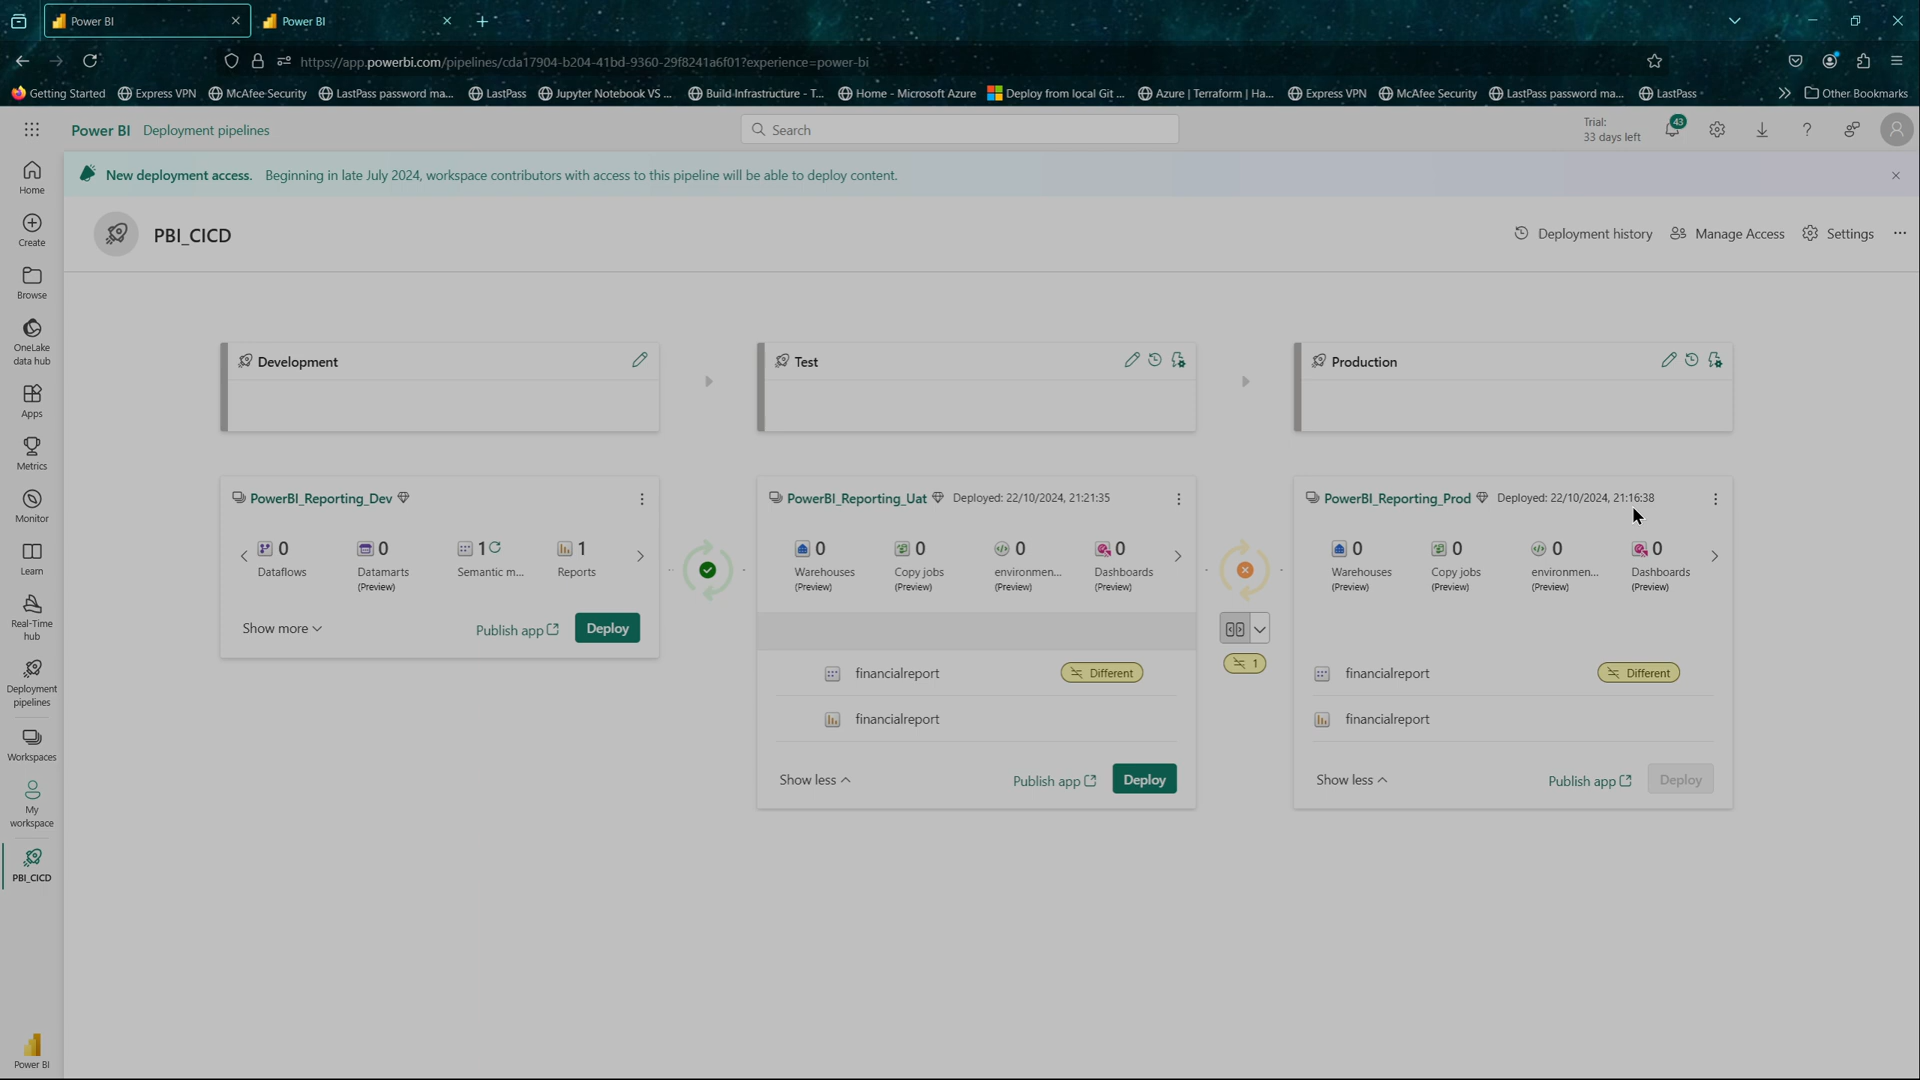 Power BI
Power BI
https://app.powerbi.com/pipelines/cda17904-b204-41bd-9360-29f8241a6f01?experience=power-bi
Getting Started Express VPN McAfee Security LastPass password ma... LastPass Jupyter Notebook VS ... Build-Infrastructure - T... Home - Microsoft Azure Deploy from local Git ... Azure | Terraform | Ha... Express VPN McAfee Security LastPass password ma... LastPass Other Bookmarks
Power BI Deployment pipelines
Search
Trial:
33 days left
43
Home
Create
Browse
OneLake
data hub
Apps
Metrics
Monitor
Learn
Real-Time
hub
Deployment
pipelines
Workspaces
My
workspace
PBI_CICD
Power BI
New deployment access. Beginning in late July 2024, workspace contributors with access to this pipeline will be able to deploy content.
PBI_CICD
Deployment history Manage Access Settings
Development
Test
Production
PowerBI_Reporting_Dev
0 0 1 1
Dataflows Datamarts Semantic m... Reports
(Preview)
Show more Publish app Deploy
PowerBI_Reporting_Uat Deployed: 22/10/2024, 21:21:35
0 0 0 0
Warehouses Copy jobs environmen... Dashboards
(Preview) (Preview) (Preview) (Preview)
financialreport Different
financialreport
Show less Publish app Deploy
1
PowerBI_Reporting_Prod Deployed: 22/10/2024, 21:16:38
0 0 0 0
Warehouses Copy jobs environmen... Dashboards
(Preview) (Preview) (Preview) (Preview)
financialreport Different
financialreport
Show less Publish app Deploy